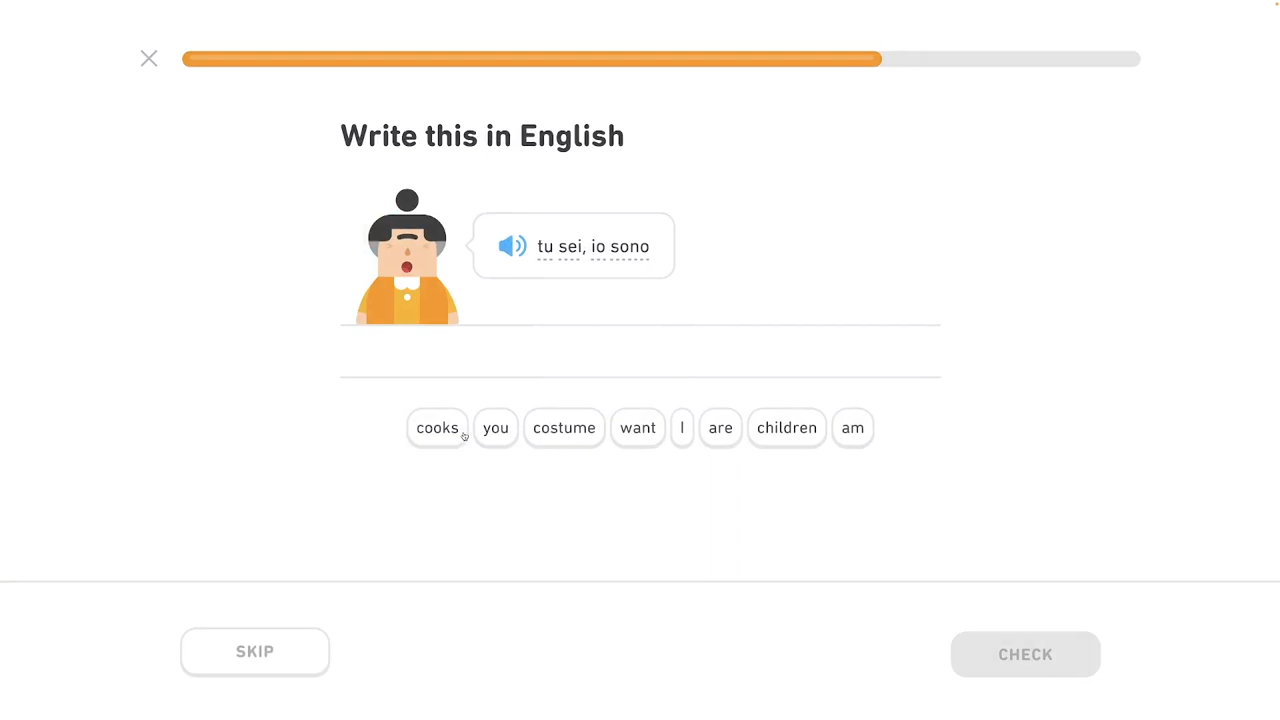 Write this in English
tu sei, io sono
cooks you costume want I are children am
SKIP CHECK